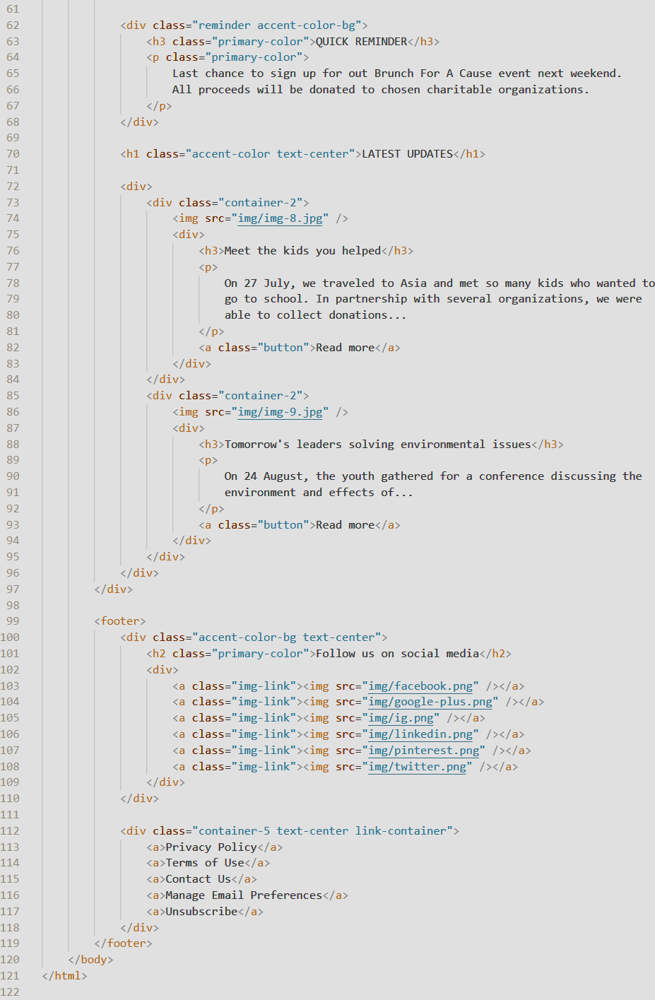 61
62 <div class="reminder accent-color-bg">
63 <h3 class="primary-color">QUICK REMINDER</h3>
64 <p class="primary-color">
65 Last chance to sign up for out Brunch For A Cause event next weekend.
66 All proceeds will be donated to chosen charitable organizations.
67 </p>
68 </div>
69
70 <h1 class="accent-color text-center">LATEST UPDATES</h1>
71
72 <div>
73 <div class="container-2">
74 <img src="img/img-8.jpg" />
75 <div>
76 <h3>Meet the kids you helped</h3>
77 <p>
78 On 27 July, we traveled to Asia and met so many kids who wanted to
79 go to school. In partnership with several organizations, we were
80 able to collect donations...
81 </p>
82 <a class="button">Read more</a>
83 </div>
84 </div>
85 <div class="container-2">
86 <img src="img/img-9.jpg" />
87 <div>
88 <h3>Tomorrow's leaders solving environmental issues</h3>
89 <p>
90 On 24 August, the youth gathered for a conference discussing the
91 environment and effects of...
92 </p>
93 <a class="button">Read more</a>
94 </div>
95 </div>
96 </div>
97 </div>
98
99 <footer>
100 <div class="accent-color-bg text-center">
101 <h2 class="primary-color">Follow us on social media</h2>
102 <div>
103 <a class="img-link"><img src="img/facebook.png" /></a>
104 <a class="img-link"><img src="img/google-plus.png" /></a>
105 <a class="img-link"><img src="img/ig.png" /></a>
106 <a class="img-link"><img src="img/linkedin.png" /></a>
107 <a class="img-link"><img src="img/pinterest.png" /></a>
108 <a class="img-link"><img src="img/twitter.png" /></a>
109 </div>
110 </div>
111
112 <div class="container-5 text-center link-container">
113 <a>Privacy Policy</a>
114 <a>Terms of Use</a>
115 <a>Contact Us</a>
116 <a>Manage Email Preferences</a>
117 <a>Unsubscribe</a>
118 </div>
119 </footer>
120 </body>
121 </html>
122